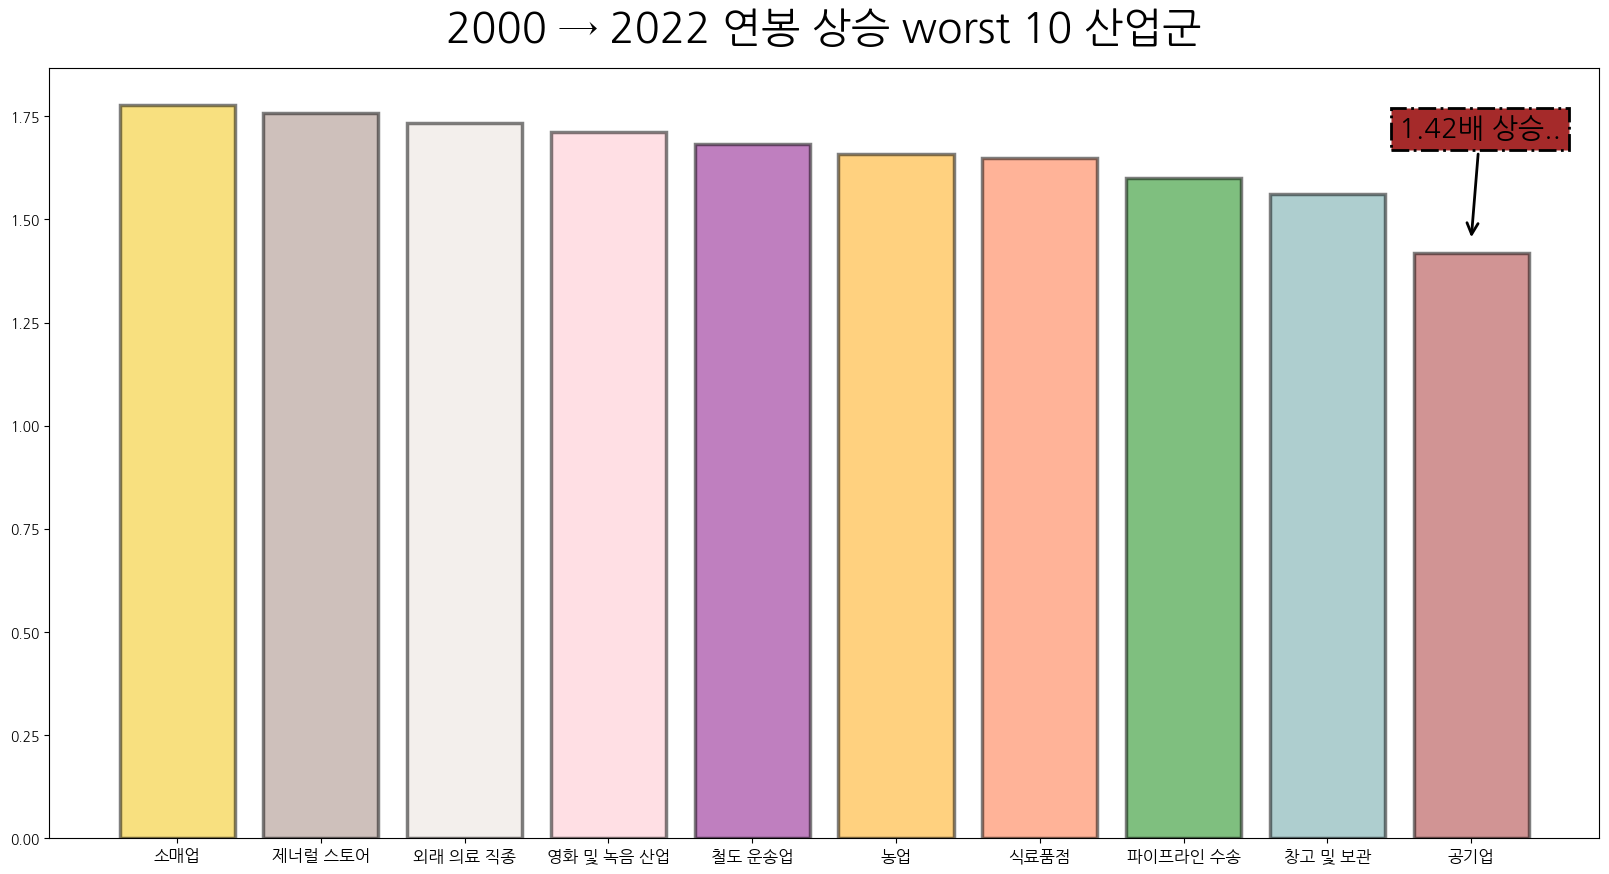 2000 → 2022 연봉 상승 worst 10 산업군
1.42배 상승..
1.75
1.50
1.25
1.00
0.75
0.50
0.25
0.00
소매업
제너럴 스토어
외래 의료 직종
영화 및 녹음 산업
철도 운송업
농업
식료품점
파이프라인 수송
창고 및 보관
공기업